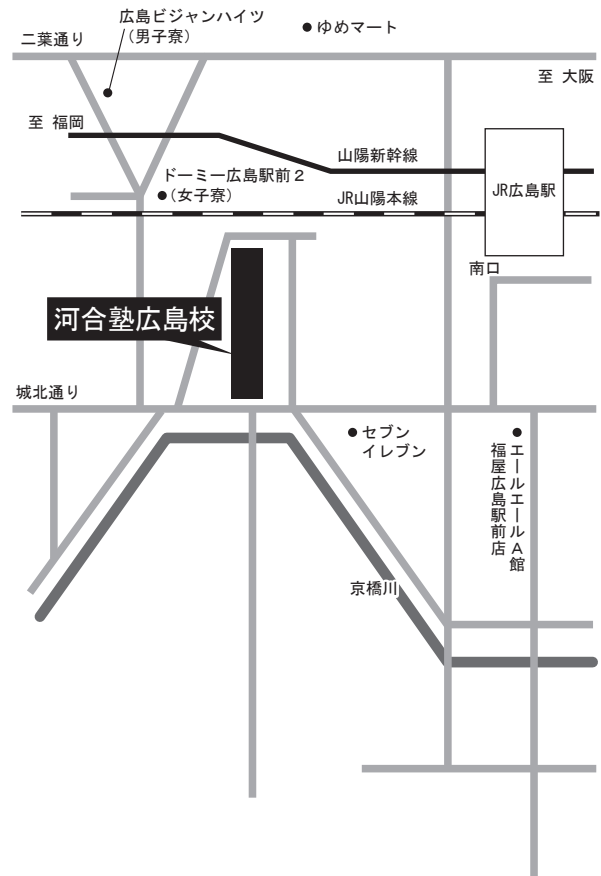 広島ビジャンハイツ
（男子寮）
ゆめマート
二葉通り
至 大阪
至 福岡
山陽新幹線
ドーミー広島駅前２
（女子寮）
JR山陽本線
JR広島駅
南口
河合塾広島校
城北通り
セブン
イレブン
エールエールＡ館
福屋広島駅前店
京橋川